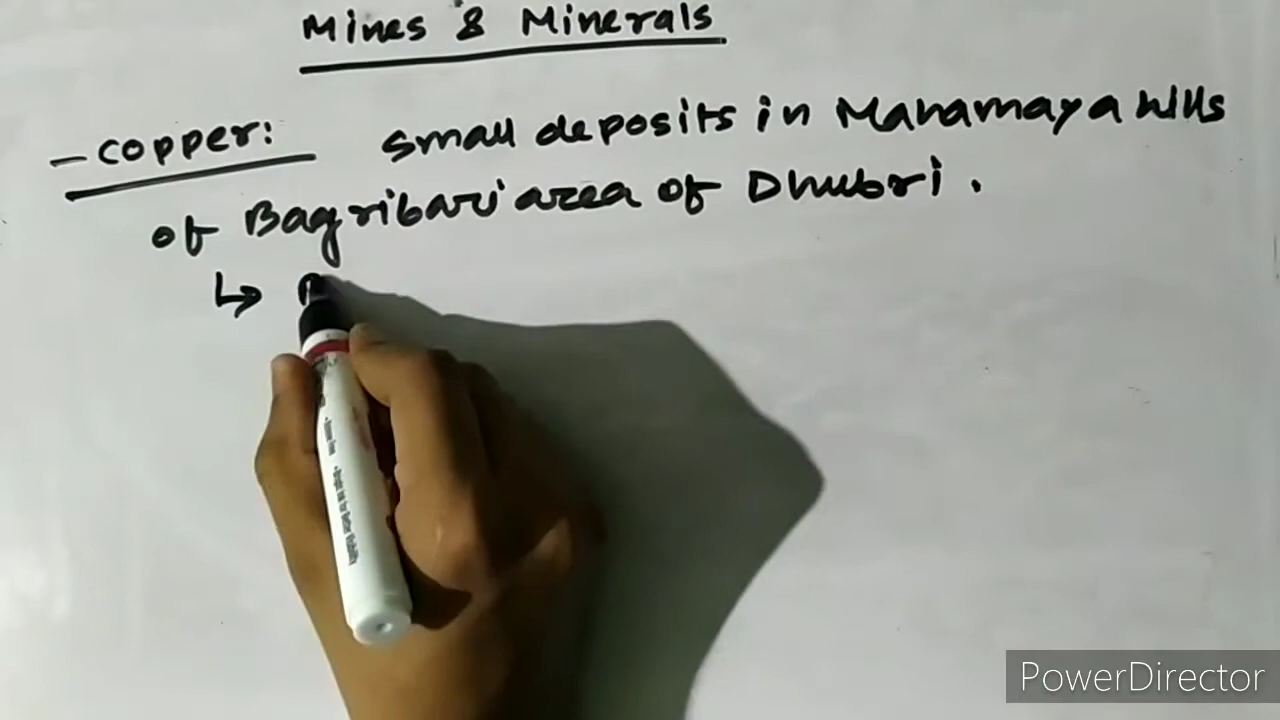 Mines & Minerals
- Copper: Small deposits in Mahamaya hills
of Bagribari area of Dhubri.
↳
PowerDirector